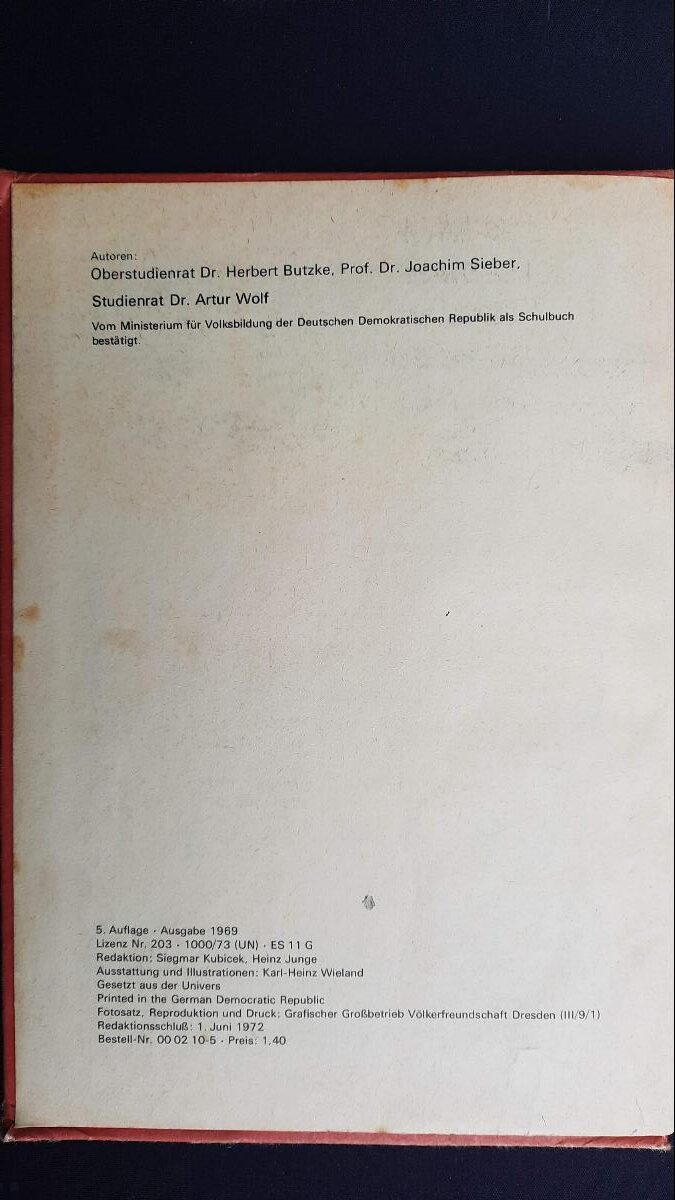 Autoren:
Oberstudienrat Dr. Herbert Butzke, Prof. Dr. Joachim Sieber,
Studienrat Dr. Artur Wolf
Vom Ministerium für Volksbildung der Deutschen Demokratischen Republik als Schulbuch
bestätigt.
5. Auflage · Ausgabe 1969
Lizenz Nr. 203 · 1000/73 (UN) · ES 11 G
Redaktion: Siegmar Kubicek, Heinz Junge
Ausstattung und Illustrationen: Karl-Heinz Wieland
Gesetzt aus der Univers
Printed in the German Democratic Republic
Fotosatz, Reproduktion und Druck: Grafischer Großbetrieb Völkerfreundschaft Dresden (III/9/1)
Redaktionsschluß: 1. Juni 1972
Bestell-Nr. 00 02 10-5 · Preis: 1,40